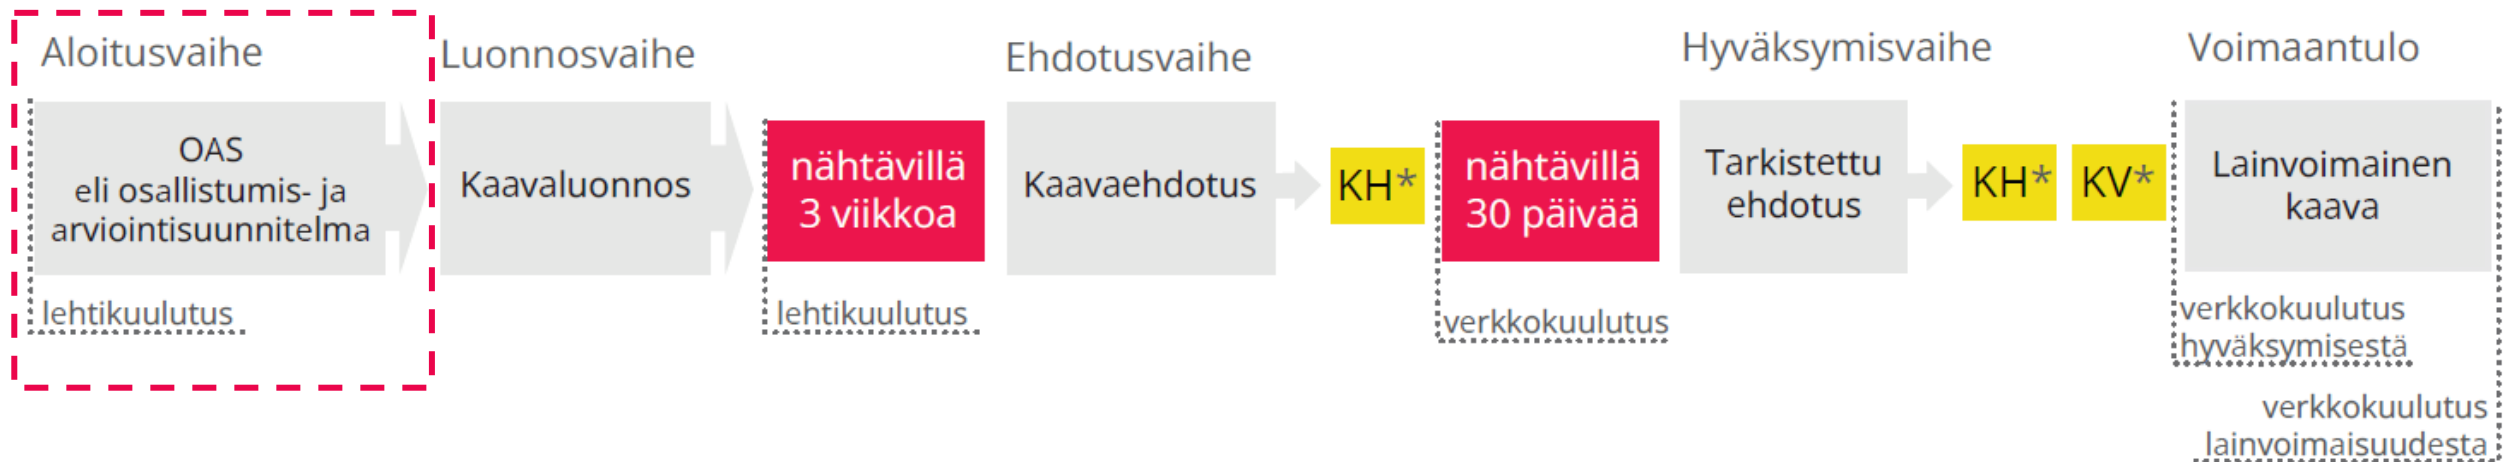 Aloitusvaihe
OAS
eli osallistumis- ja
arviointisuunnitelma
lehtikuulutus
Luonnosvaihe
Kaavaluonnos
nähtävillä
3 viikkoa
lehtikuulutus
Ehdotusvaihe
Kaavaehdotus
KH*
nähtävillä
30 päivää
verkkokuulutus
Hyväksymisvaihe
Tarkistettu
ehdotus
KH*
KV*
Voimaantulo
Lainvoimainen
kaava
verkkokuulutus
hyväksymisestä
verkkokuulutus
lainvoimaisuudesta